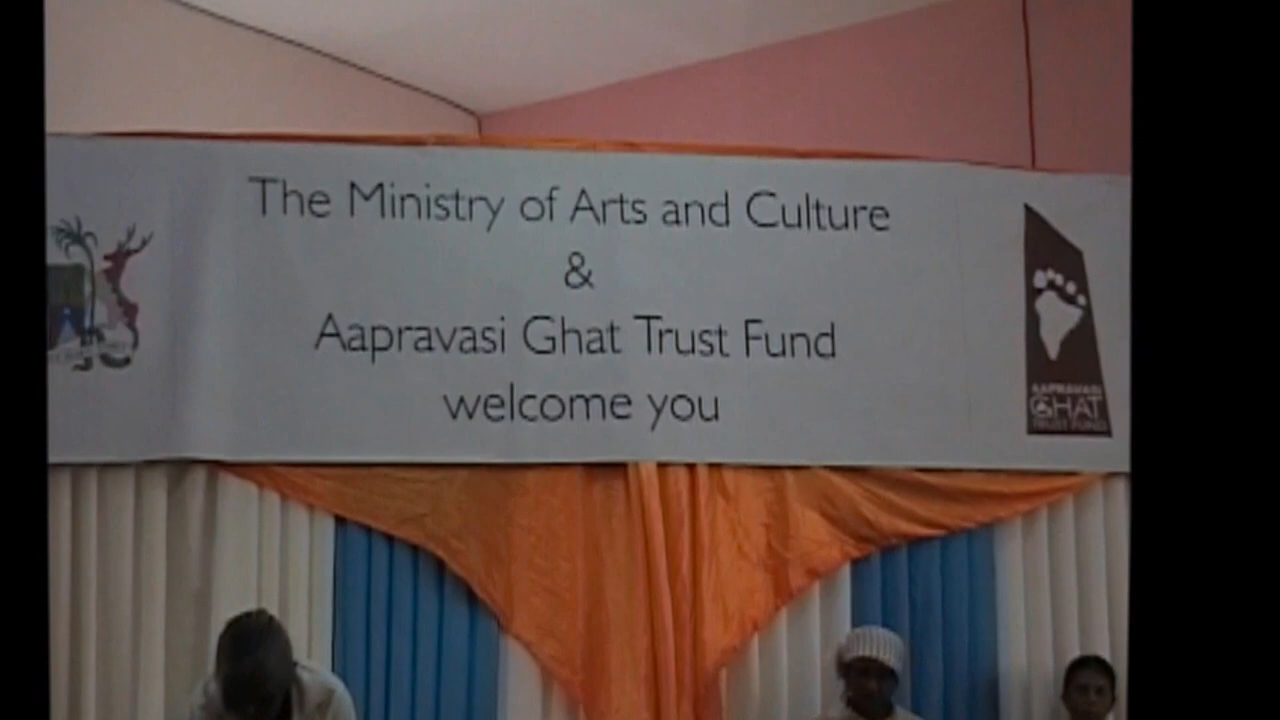 The Ministry of Arts and Culture
&
Aapravasi Ghat Trust Fund
welcome you
AAPRAVASI
GHAT
TRUST FUND